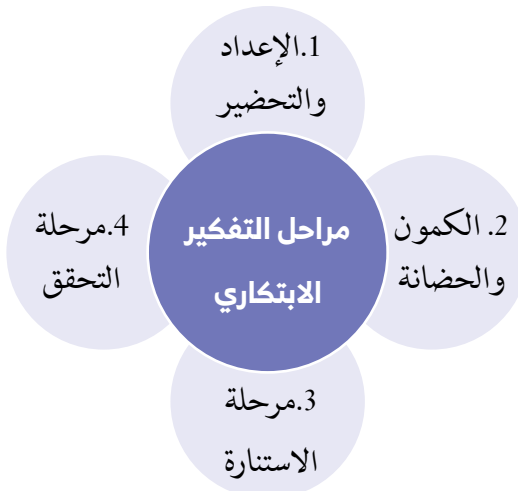 1.الإعداد
والتحضير
مراحل التفكير
الابتكاري
2. الكمون
والحضانة
3.مرحلة
الاستنارة
4.مرحلة
التحقق